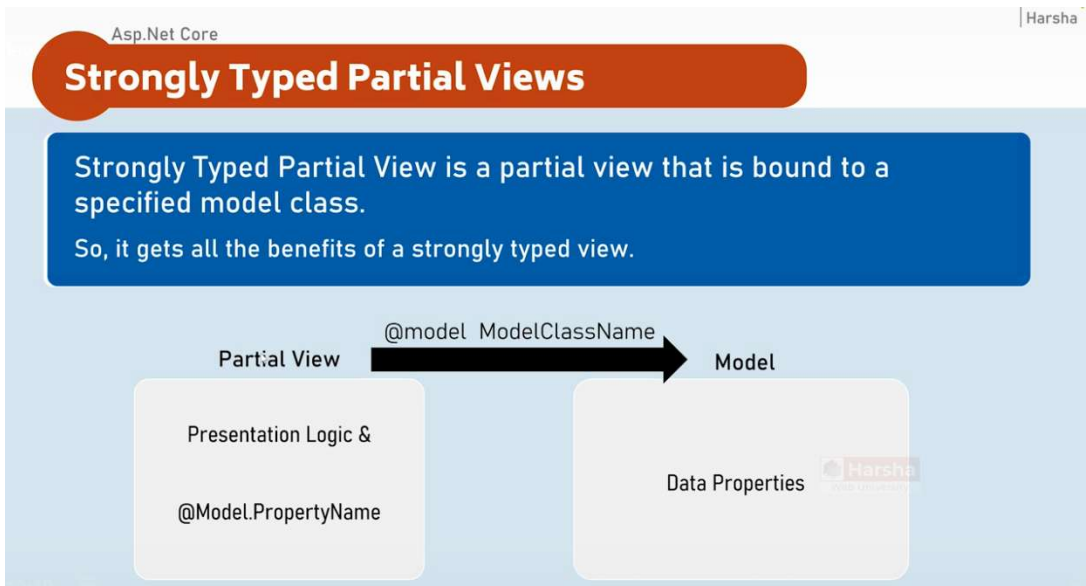 Harsha
Asp.Net Core
Strongly Typed Partial Views
Strongly Typed Partial View is a partial view that is bound to a
specified model class.
So, it gets all the benefits of a strongly typed view.
@model ModelClassName
Partial View
Model
Presentation Logic &
@Model.PropertyName
Data Properties
Harsha